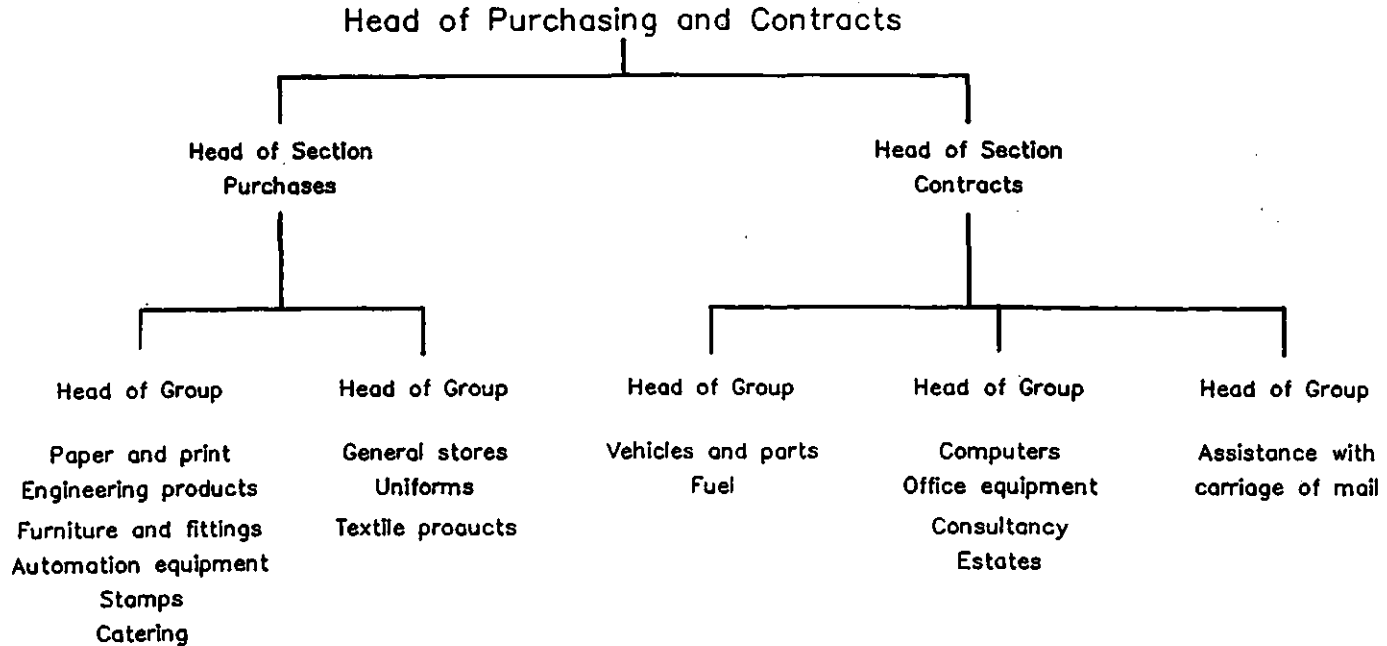 Head of Purchasing and Contracts
Head of Section
Purchases
Head of Section
Contracts
Head of Group
Paper and print
Engineering products
Furniture and fittings
Automation equipment
Stamps
Catering
Head of Group
General stores
Uniforms
Textile proaucts
Head of Group
Vehicles and parts
Fuel
Head of Group
Computers
Office equipment
Consultancy
Estates
Head of Group
Assistance with
carriage of mail